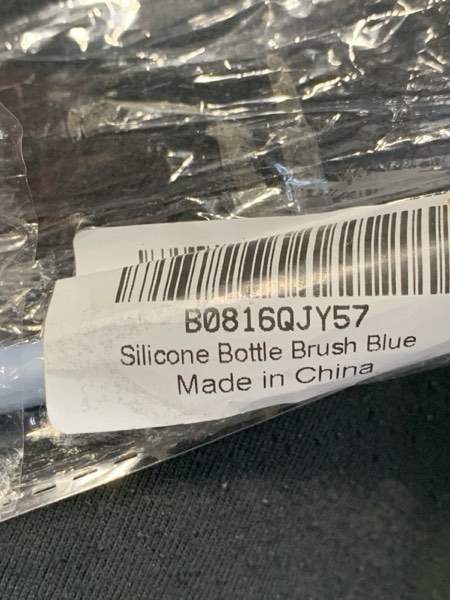 B0816QJY57
Silicone Bottle Brush Blue
Made in China